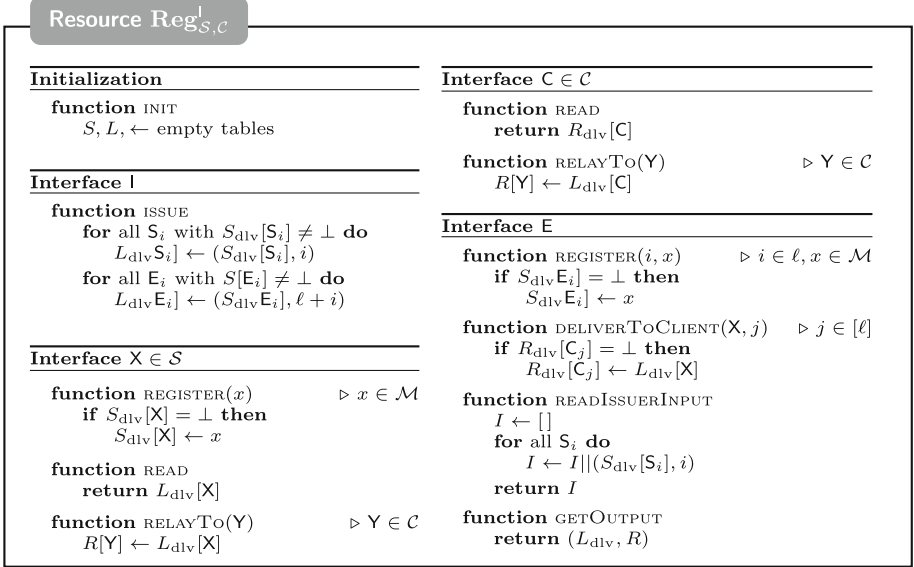 Resource Reg^I_{S,C}
Initialization
function INIT
S, L, ← empty tables
Interface I
function ISSUE
for all S_i with S_dlv[S_i] ≠ ⊥ do
L_dlv S_i] ← (S_dlv[S_i], i)
for all E_i with S[E_i] ≠ ⊥ do
L_dlv E_i] ← (S_dlv E_i], ℓ + i)
Interface X ∈ S
function REGISTER(x) ▷ x ∈ M
if S_dlv[X] = ⊥ then
S_dlv[X] ← x
function READ
return L_dlv[X]
function RELAYTO(Y) ▷ Y ∈ C
R[Y] ← L_dlv[X]
Interface C ∈ C
function READ
return R_dlv[C]
function RELAYTO(Y) ▷ Y ∈ C
R[Y] ← L_dlv[C]
Interface E
function REGISTER(i, x) ▷ i ∈ ℓ, x ∈ M
if S_dlv E_i] = ⊥ then
S_dlv E_i] ← x
function DELIVERTOCLIENT(X, j) ▷ j ∈ [ℓ]
if R_dlv[C_j] = ⊥ then
R_dlv[C_j] ← L_dlv[X]
function READISSUERINPUT
I ← [ ]
for all S_i do
I ← I||(S_dlv[S_i], i)
return I
function GETOUTPUT
return (L_dlv, R)